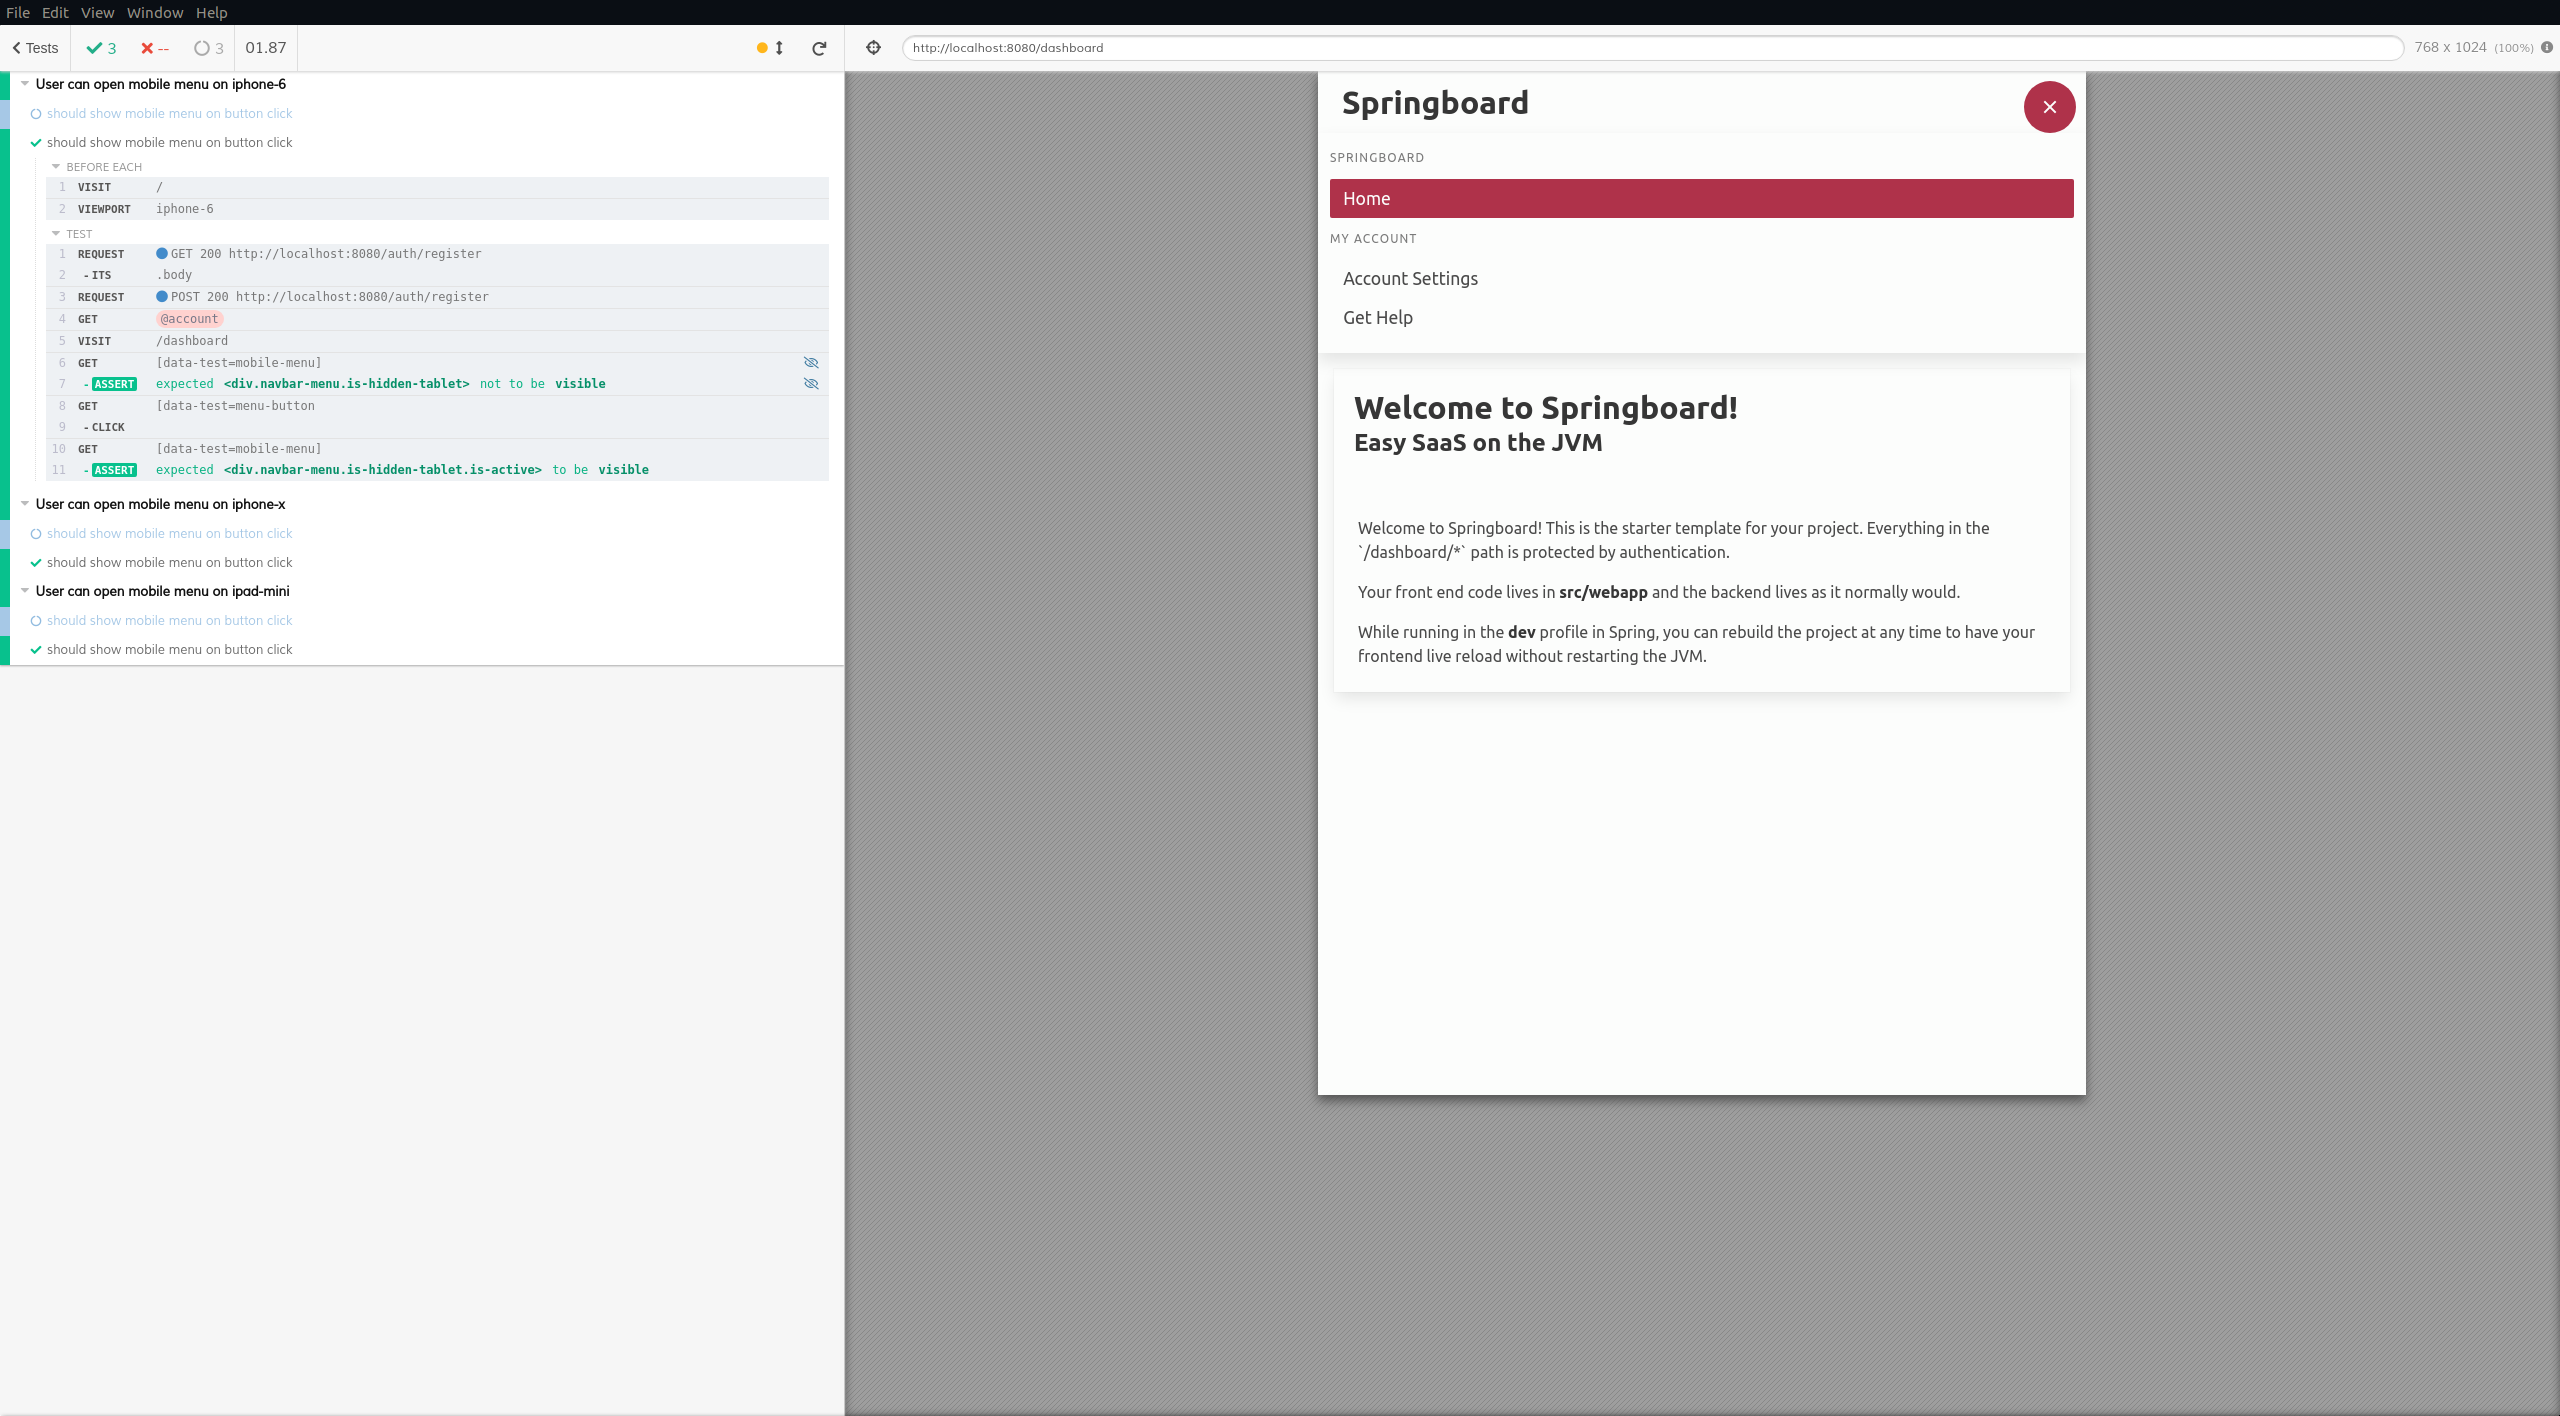 File Edit View Window Help
Tests 3 -- 3 01.87
http://localhost:8080/dashboard 768 x 1024 (100%)
User can open mobile menu on iphone-6
should show mobile menu on button click
should show mobile menu on button click
BEFORE EACH
1 VISIT /
2 VIEWPORT iphone-6
TEST
1 REQUEST GET 200 http://localhost:8080/auth/register
2 - ITS .body
3 REQUEST POST 200 http://localhost:8080/auth/register
4 GET @account
5 VISIT /dashboard
6 GET [data-test=mobile-menu]
7 - ASSERT expected <div.navbar-menu.is-hidden-tablet> not to be visible
8 GET [data-test=menu-button
9 - CLICK
10 GET [data-test=mobile-menu]
11 - ASSERT expected <div.navbar-menu.is-hidden-tablet.is-active> to be visible
User can open mobile menu on iphone-x
should show mobile menu on button click
should show mobile menu on button click
User can open mobile menu on ipad-mini
should show mobile menu on button click
should show mobile menu on button click
Springboard
SPRINGBOARD
Home
MY ACCOUNT
Account Settings
Get Help
Welcome to Springboard!
Easy SaaS on the JVM
Welcome to Springboard! This is the starter template for your project. Everything in the
`/dashboard/*` path is protected by authentication.
Your front end code lives in src/webapp and the backend lives as it normally would.
While running in the dev profile in Spring, you can rebuild the project at any time to have your
frontend live reload without restarting the JVM.